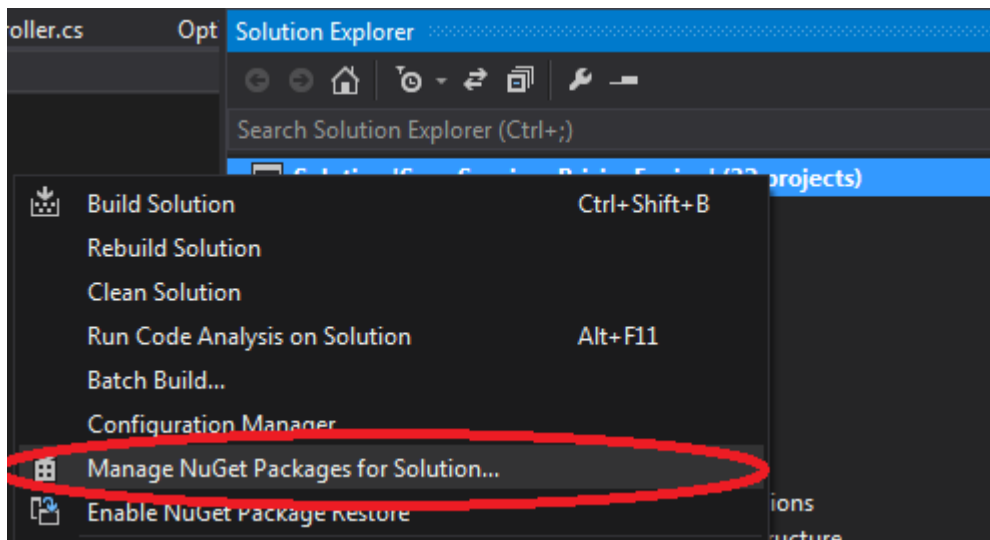 roller.cs Opt Solution Explorer
Search Solution Explorer (Ctrl+;)
projects)
Build Solution Ctrl+Shift+B
Rebuild Solution
Clean Solution
Run Code Analysis on Solution Alt+F11
Batch Build...
Configuration Manager
Manage NuGet Packages for Solution...
ions
Enable NuGet Package Restore
ructure